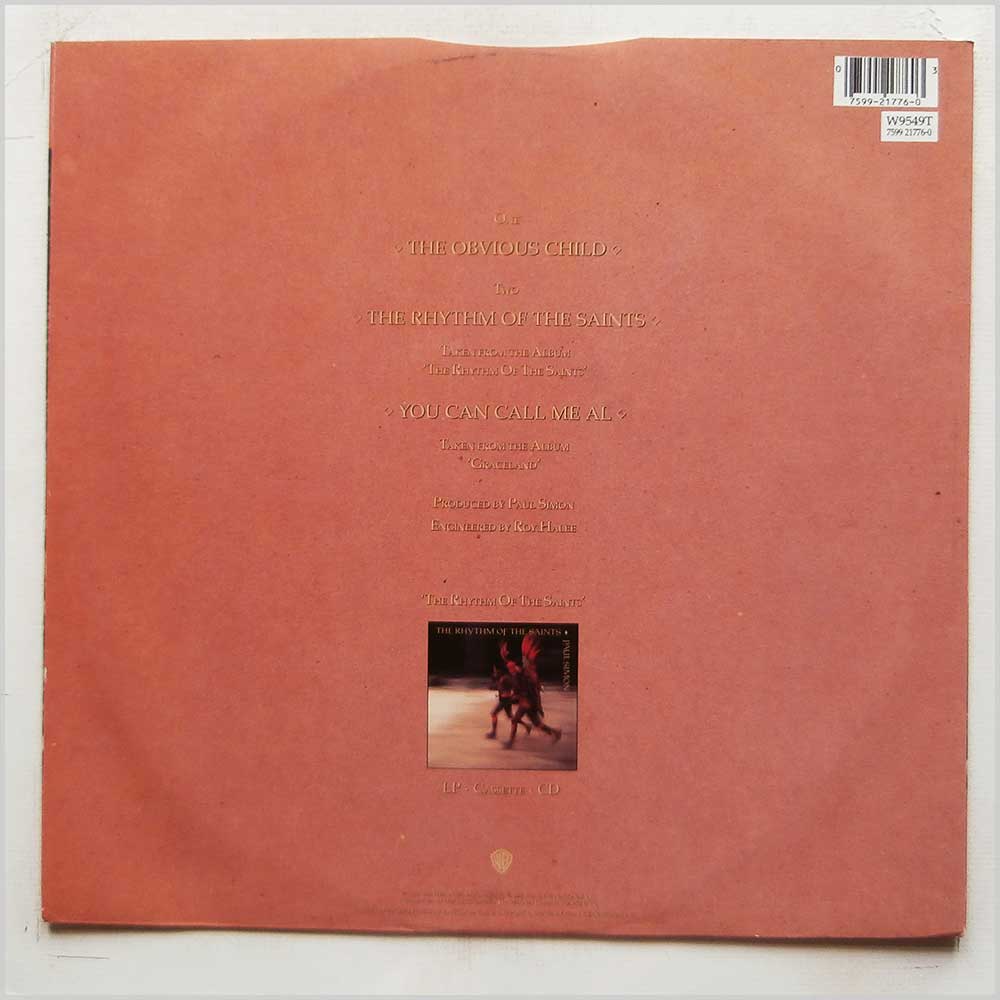 0 3
7599-21776-0
W9549T
7599 21776-0
ONE
◇ THE OBVIOUS CHILD ◇
TWO
◇ THE RHYTHM OF THE SAINTS ◇
TAKEN FROM THE ALBUM
'THE RHYTHM OF THE SAINTS'
◇ YOU CAN CALL ME AL ◇
TAKEN FROM THE ALBUM
'GRACELAND'
PRODUCED BY PAUL SIMON
ENGINEERED BY ROY HALEE
'THE RHYTHM OF THE SAINTS'
THE RHYTHM OF THE SAINTS ♦
PAUL SIMON
LP · CASSETTE · CD